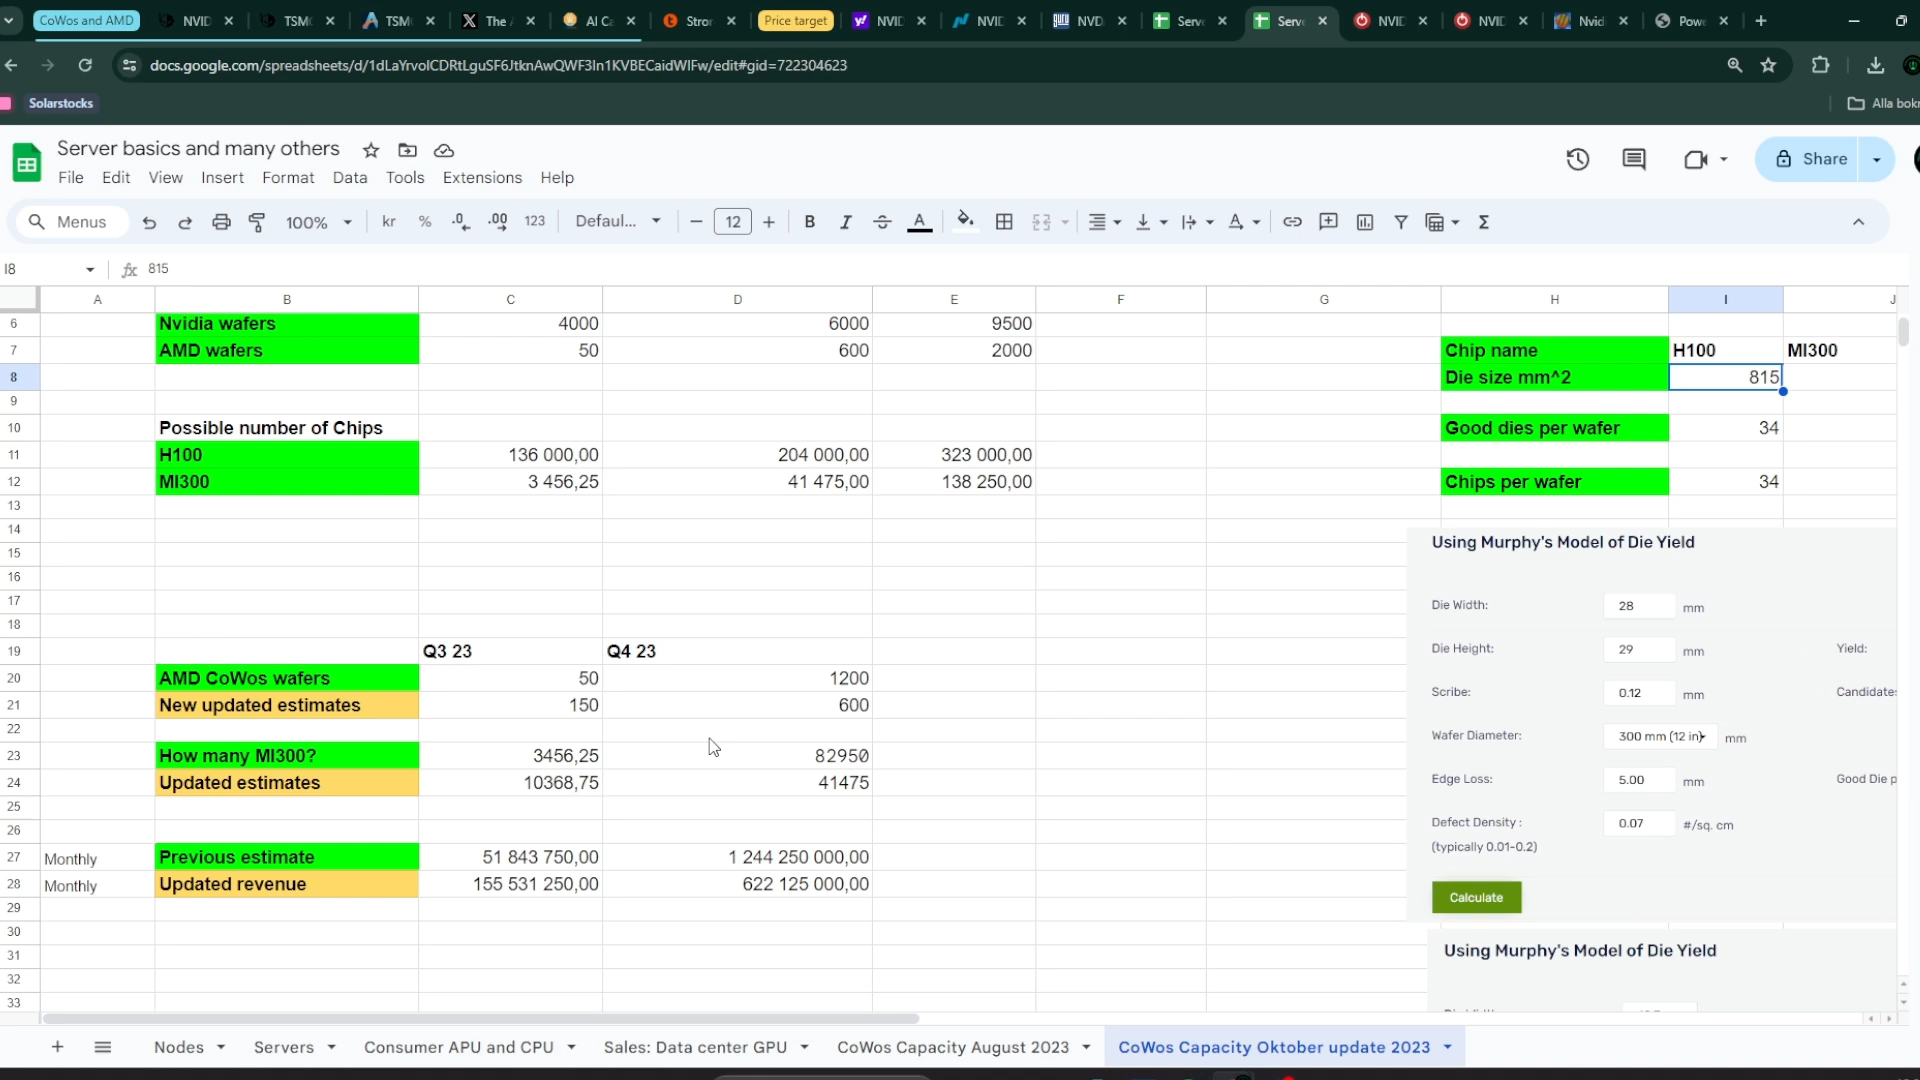 CoWos and AMD NVID TSM TSM The AI C Stron Price target NVID NVID NVD Serve Serve NVID NVID Nvid Powe
docs.google.com/spreadsheets/d/1dLaYrvolCDRtLguSF6JtknAwQWF3In1KVBECaidWIFw/edit#gid=722304623
Solarstocks Alla bok
Server basics and many others
File Edit View Insert Format Data Tools Extensions Help Share
Menus 100% kr % .0 .00 123 Defaul... 12 B I S A
I8 fx 815
A B C D E F G H I J
6 Nvidia wafers 4000 6000 9500
7 AMD wafers 50 600 2000 Chip name H100 MI300
8 Die size mm^2 815
9
10 Possible number of Chips Good dies per wafer 34
11 H100 136 000,00 204 000,00 323 000,00
12 MI300 3 456,25 41 475,00 138 250,00 Chips per wafer 34
13
14
Using Murphy's Model of Die Yield
15
16
17
Die Width: 28 mm
18
19 Q3 23 Q4 23
Die Height: 29 mm Yield:
20 AMD CoWos wafers 50 1200
Scribe: 0.12 mm Candidate
21 New updated estimates 150 600
22
Wafer Diameter: 300 mm (12 in) mm
23 How many MI300? 3456,25 82950
24 Updated estimates 10368,75 41475
Edge Loss: 5.00 mm Good Die p
25
26
Defect Density : 0.07 #/sq. cm
(typically 0.01-0.2)
27 Monthly Previous estimate 51 843 750,00 1 244 250 000,00
28 Monthly Updated revenue 155 531 250,00 622 125 000,00
Calculate
29
30
31
Using Murphy's Model of Die Yield
32
33
Nodes Servers Consumer APU and CPU Sales: Data center GPU CoWos Capacity August 2023 CoWos Capacity Oktober update 2023